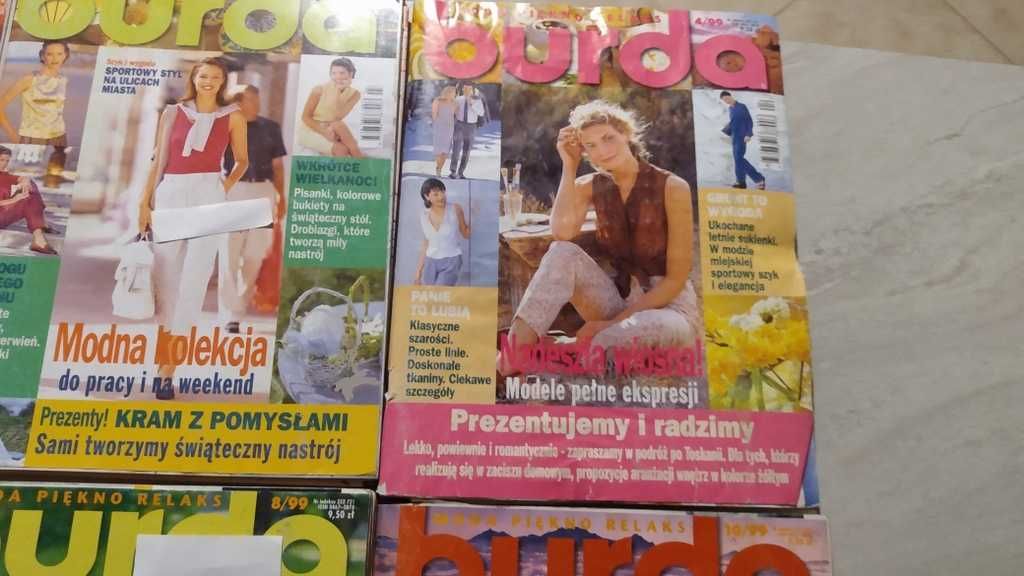 burda
Szyk i wygoda
SPORTOWY STYL
NA ULICACH
MIASTA
WKRÓTCE
WIELKANOC!
Pisanki, kolorowe
bukiety na
świąteczny stół.
Drobiazgi, które
tworzą miły
nastrój
Modna kolekcja
do pracy i na weekend
Prezenty! KRAM Z POMYSŁAMI
Sami tworzymy świąteczny nastrój
PIĘKNO RELAKS
4/99
burda
GRUNT TO
WYGODA
Ukochane
letnie sukienki.
W modzie
miejskiej
sportowy szyk
i elegancja
PANIE
TO LUBIĄ
Klasyczne
szarości.
Proste linie.
Doskonałe
tkaniny. Ciekawe
szczegóły
Nadeszła wiosna!
Modele pełne ekspresji
Prezentujemy i radzimy
Lekko, powiewnie i romantycznie - zapraszamy w podróż po Toskanii. Dla tych, którzy
realizują się w zaciszu domowym, propozycje aranżacji wnętrz w kolorze żółtym
PIĘKNO RELAKS
8/99
9,50 zł
burda
MODA PIĘKNO RELAKS
10/99
burda